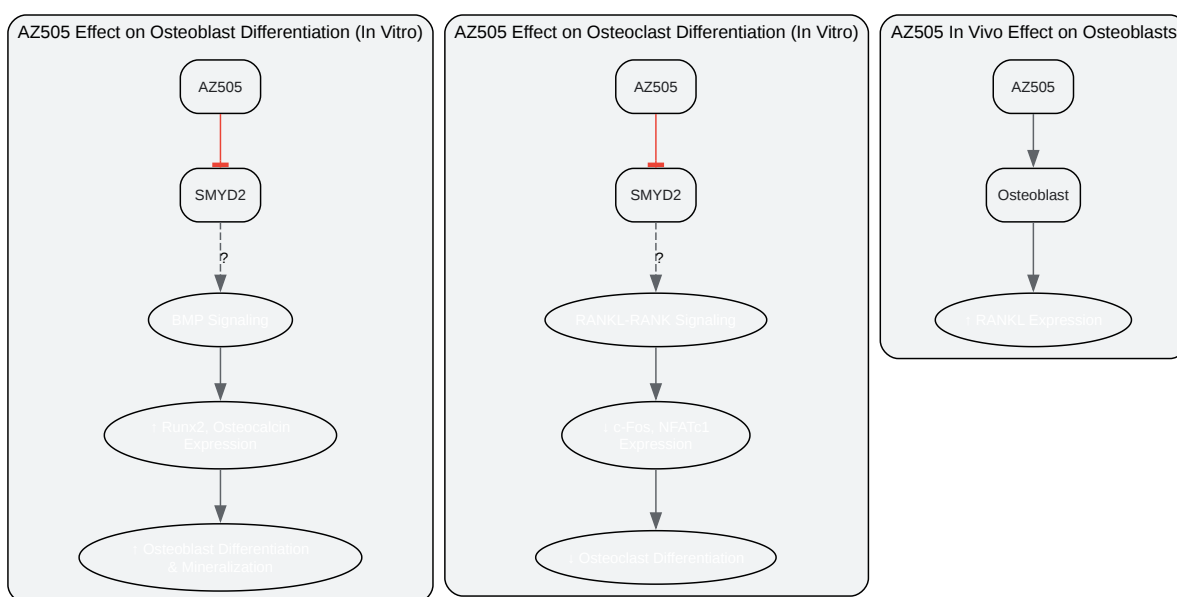 AZ505 Effect on Osteoblast Differentiation (In Vitro)
AZ505
SMYD2
?
BMP Signaling
↑ Runx2, Osteocalcin
Expression
↑ Osteoblast Differentiation
& Mineralization
AZ505 Effect on Osteoclast Differentiation (In Vitro)
AZ505
SMYD2
?
RANKL-RANK Signaling
↓ c-Fos, NFATc1
Expression
↓ Osteoclast Differentiation
AZ505 In Vivo Effect on Osteoblasts
AZ505
Osteoblast
↑ RANKL Expression